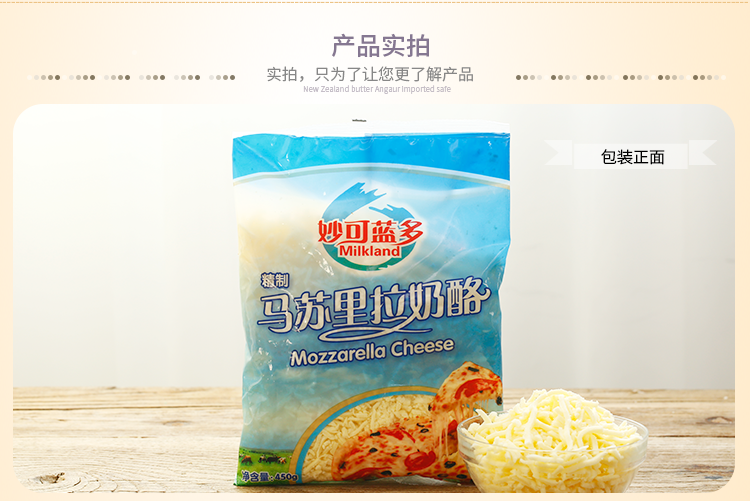 产品实拍
实拍，只为了让您更了解产品
New Zealand butter Angaur imported safe
包装正面
妙可蓝多
Milkland
精制
马苏里拉奶酪
Mozzarella Cheese
净含量：450g